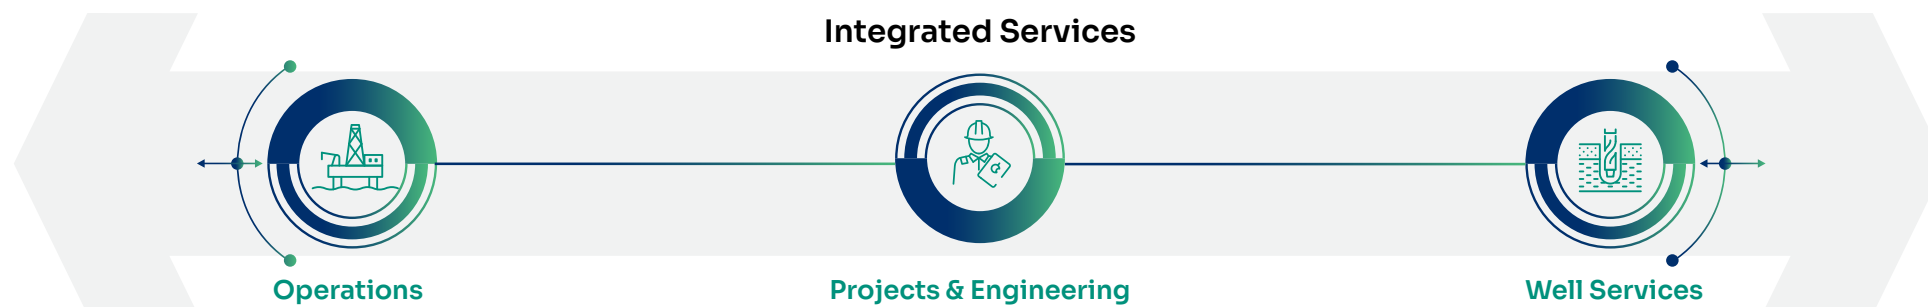 Integrated Services
Operations
Projects & Engineering
Well Services